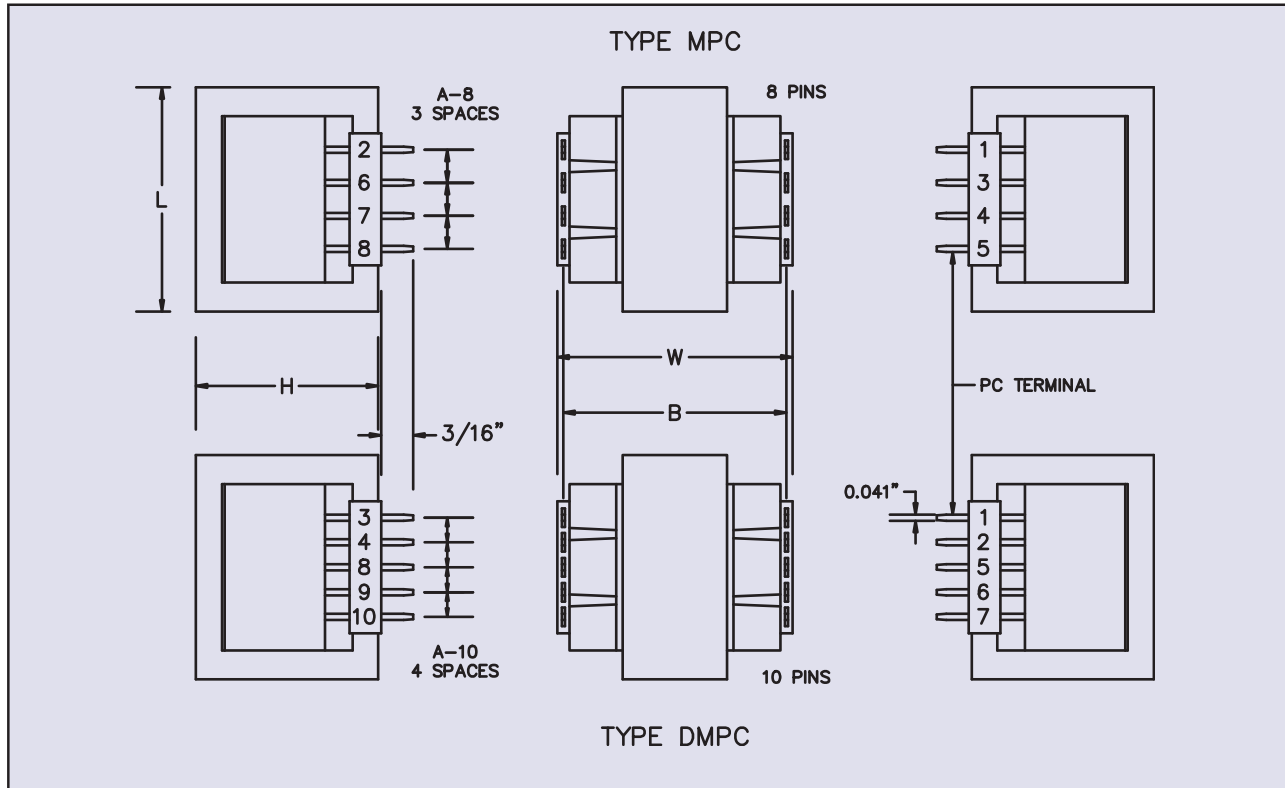 TYPE MPC
A-8
3 SPACES
8 PINS
2
6
7
8
1
3
4
5
L
W
H
B
PC TERMINAL
3/16"
0.041"
3
4
8
9
10
1
2
5
6
7
A-10
4 SPACES
10 PINS
TYPE DMPC